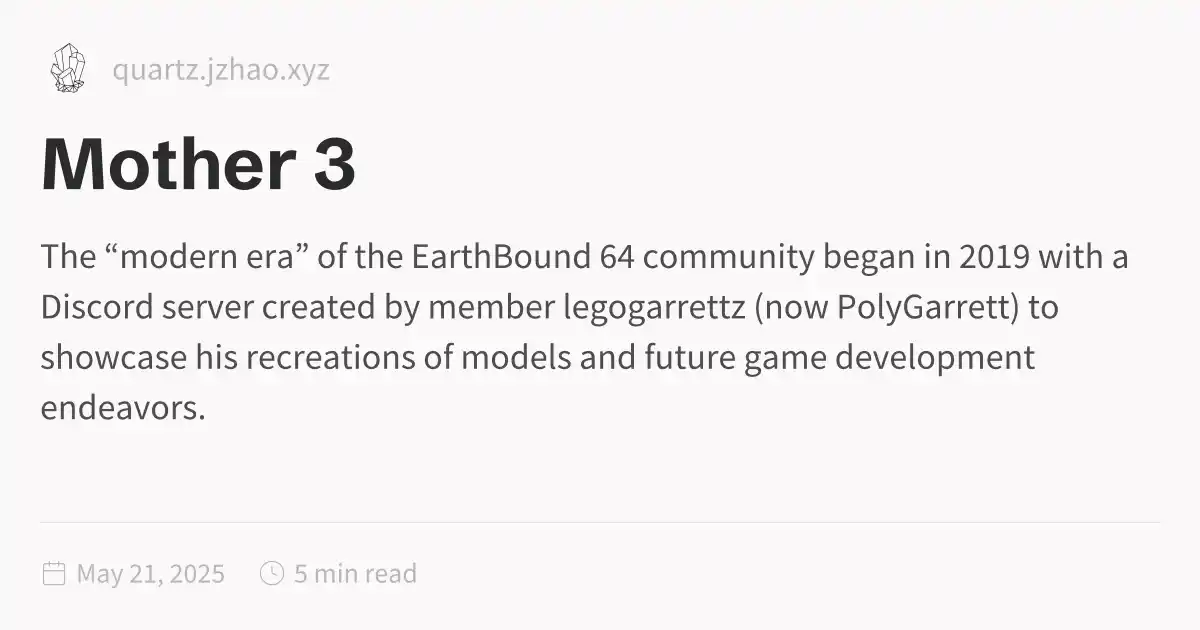 quartz.jzhao.xyz
Mother 3
The “modern era” of the EarthBound 64 community began in 2019 with a
Discord server created by member legogarrettz (now PolyGarrett) to
showcase his recreations of models and future game development
endeavors.
May 21, 2025 5 min read